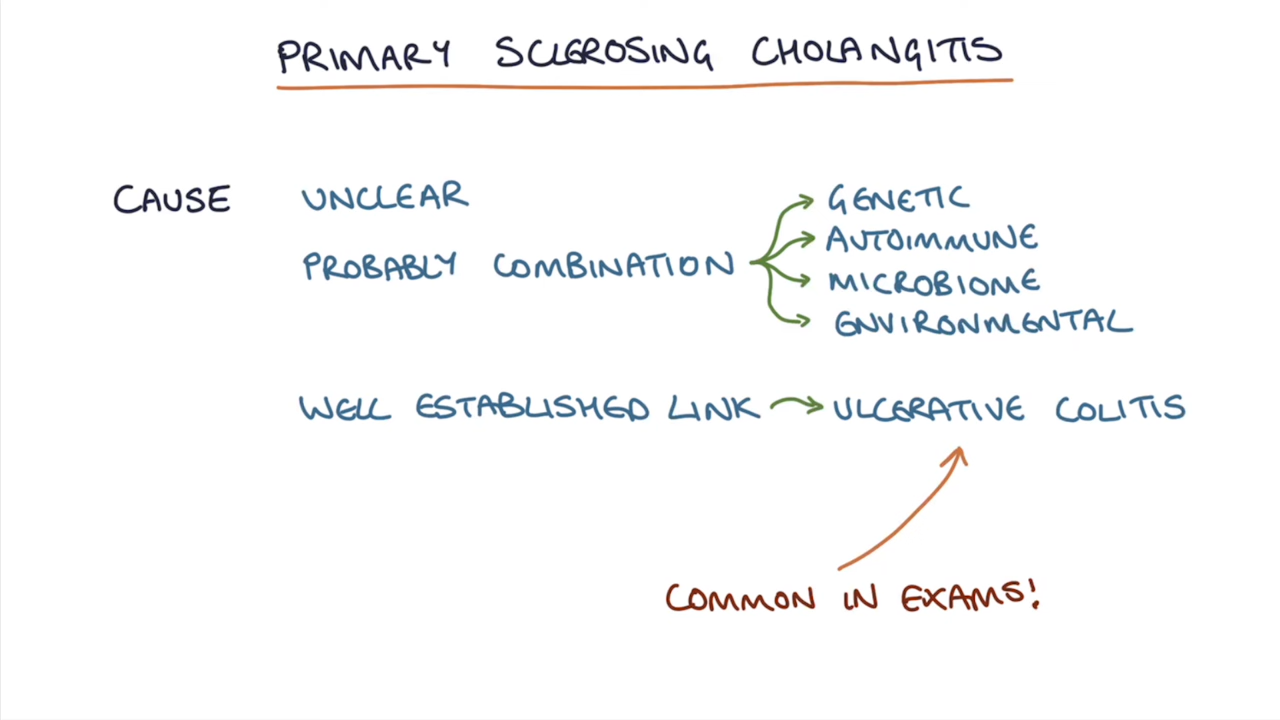 PRIMARY SCLEROSING CHOLANGITIS
CAUSE UNCLEAR
PROBABLY COMBINATION
GENETIC
AUTOIMMUNE
MICROBIOME
ENVIRONMENTAL
WELL ESTABLISHED LINK → ULCERATIVE COLITIS
COMMON IN EXAMS!